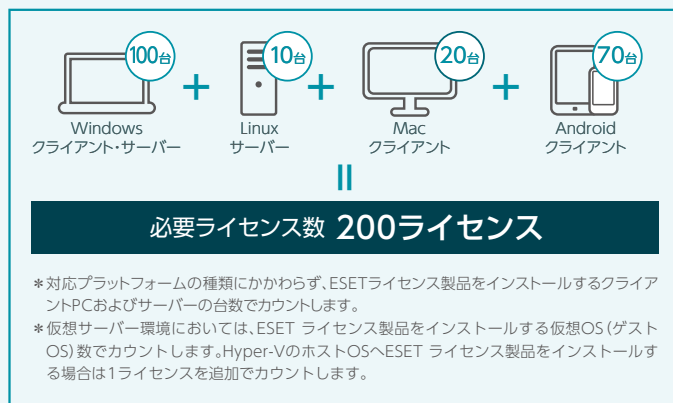 100台
+
10台
+
20台
+
70台
Windows
クライアント・サーバー
Linux
サーバー
Mac
クライアント
Android
クライアント
=
必要ライセンス数 200ライセンス
＊対応プラットフォームの種類にかかわらず、ESETライセンス製品をインストールするクライア
ントPCおよびサーバーの台数でカウントします。
＊仮想サーバー環境においては、ESET ライセンス製品をインストールする仮想OS（ゲスト
OS）数でカウントします。Hyper-VのホストOSへESET ライセンス製品をインストールす
る場合は1ライセンスを追加でカウントします。